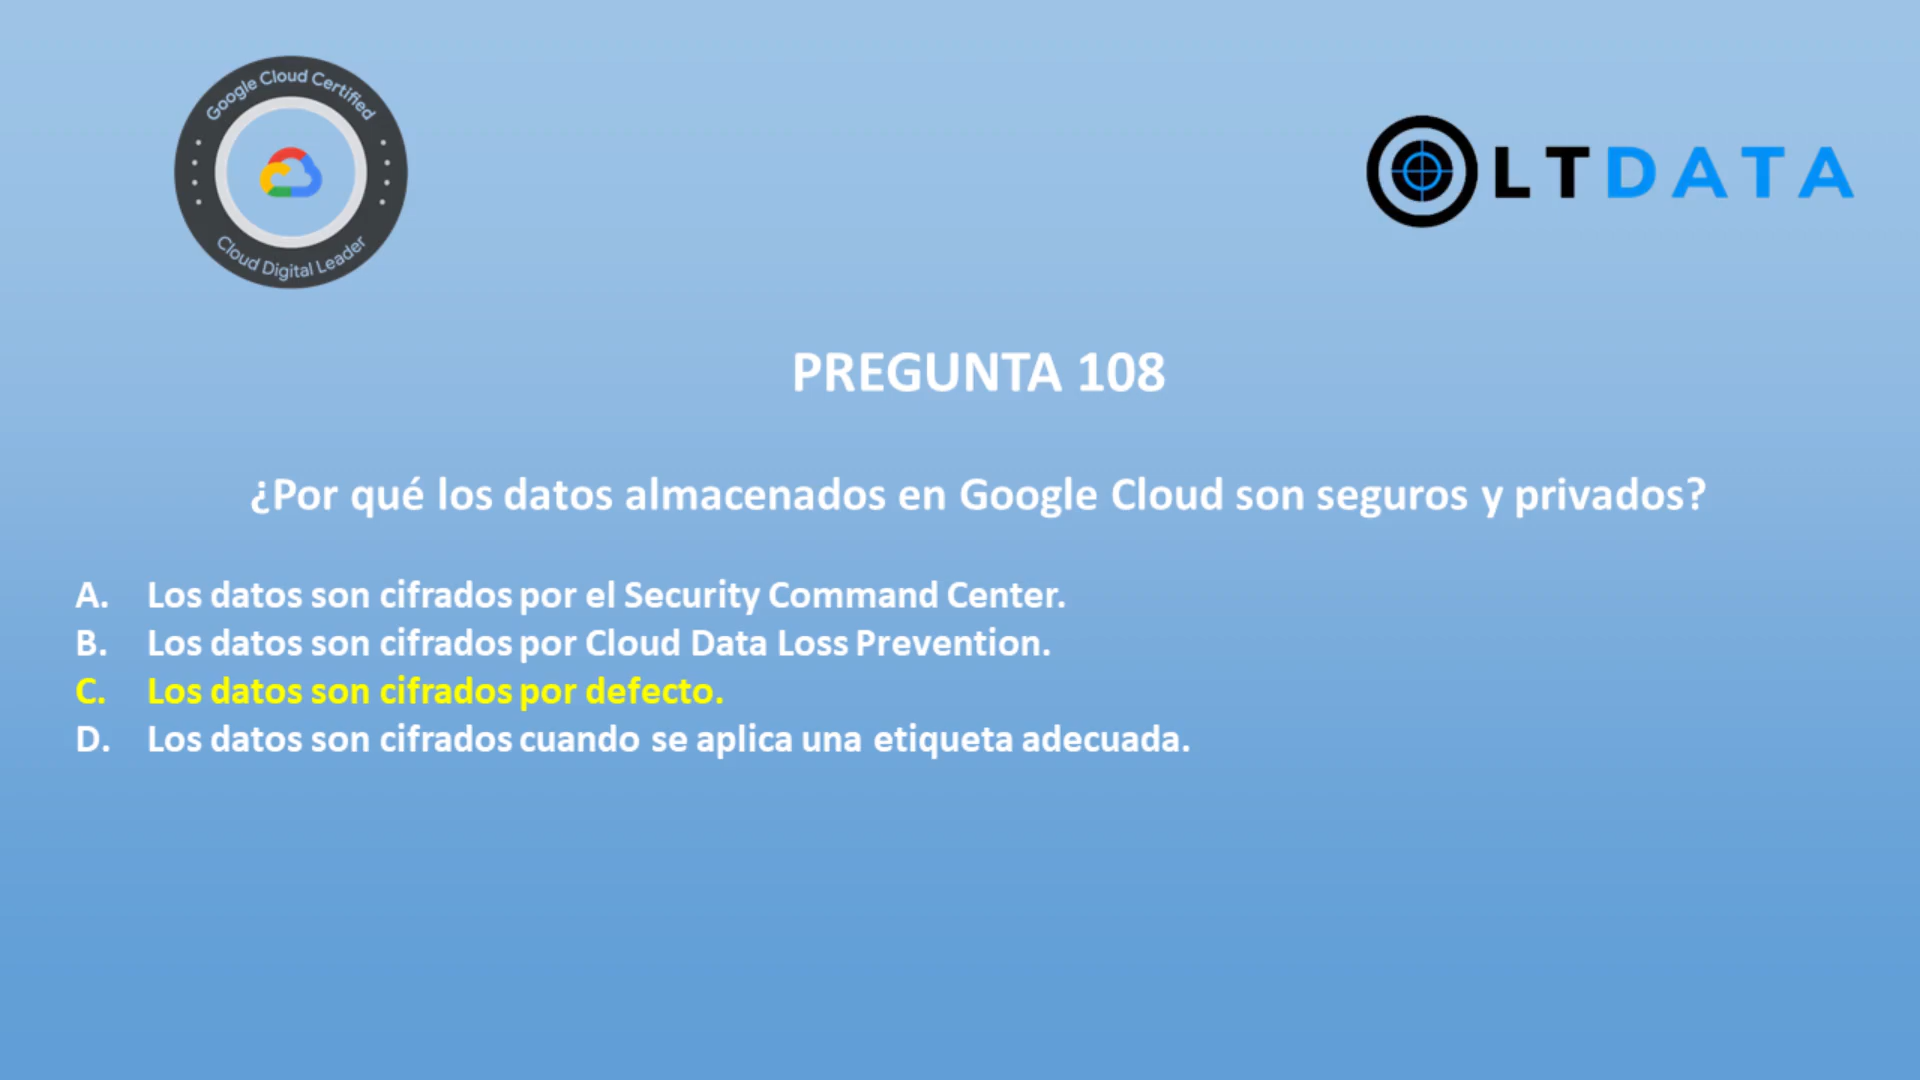 Google Cloud Certified
Cloud Digital Leader
LTDATA
PREGUNTA 108
¿Por qué los datos almacenados en Google Cloud son seguros y privados?
A. Los datos son cifrados por el Security Command Center.
B. Los datos son cifrados por Cloud Data Loss Prevention.
C. Los datos son cifrados por defecto.
D. Los datos son cifrados cuando se aplica una etiqueta adecuada.